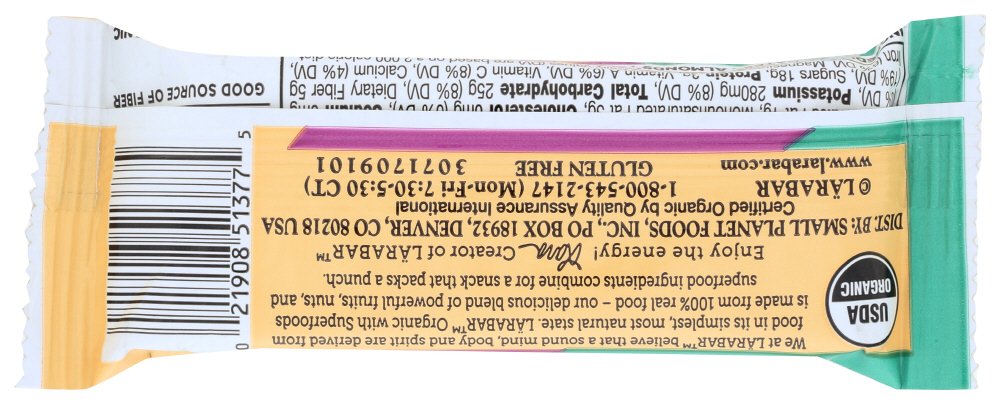 We at LÄRABAR™ believe that a sound mind, body and spirit are derived from
food in its simplest, most natural state. LÄRABAR™ Organic with Superfoods
is made from 100% real food – our delicious blend of powerful fruits, nuts, and
superfood ingredients combine for a snack that packs a punch.
Enjoy the energy! Lara Creator of LÄRABAR™
DIST. BY: SMALL PLANET FOODS, INC., PO BOX 18932, DENVER, CO 80218 USA
Certified Organic by Quality Assurance International
© LÄRABAR 1-800-543-2147 (Mon-Fri 7:30-5:30 CT)
www.larabar.com GLUTEN FREE 3071709101
USDA
ORGANIC
0 21908 51377 5
Potassium 280mg (8% DV), Total Carbohydrate 25g (8% DV), Dietary Fiber 5g
(19% DV), Sugars 18g, Protein
Vitamin A (6% DV), Vitamin C (8% DV), Calcium (4% DV),
GOOD SOURCE OF FIBER